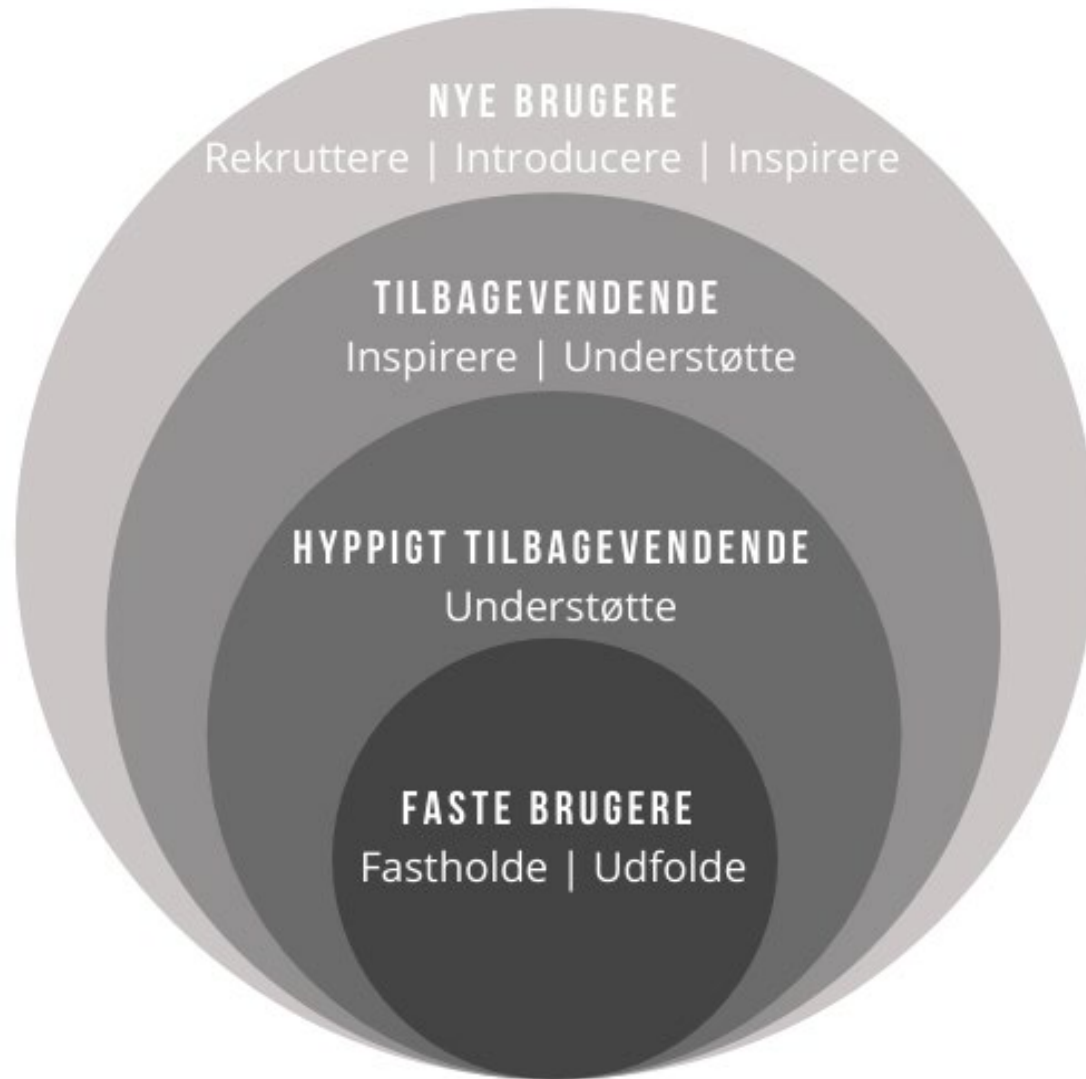 NYE BRUGERE
Rekruttere | Introducere | Inspirere
TILBAGEVENDENDE
Inspirere | Understøtte
HYPPIGT TILBAGEVENDENDE
Understøtte
FASTE BRUGERE
Fastholde | Udfolde